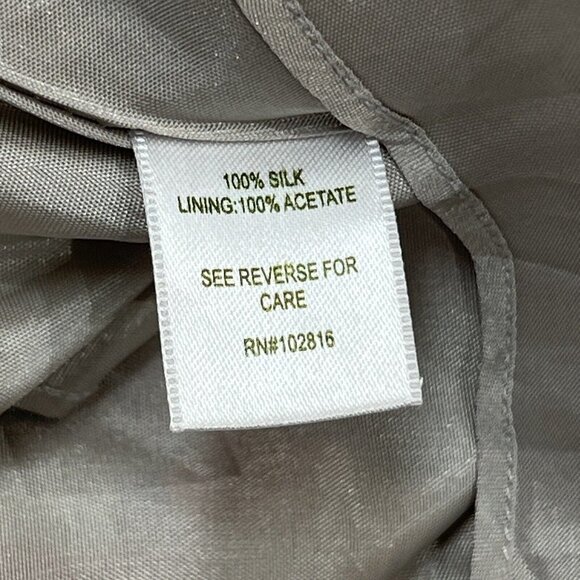 100% SILK
LINING:100% ACETATE
SEE REVERSE FOR
CARE
RN#102816